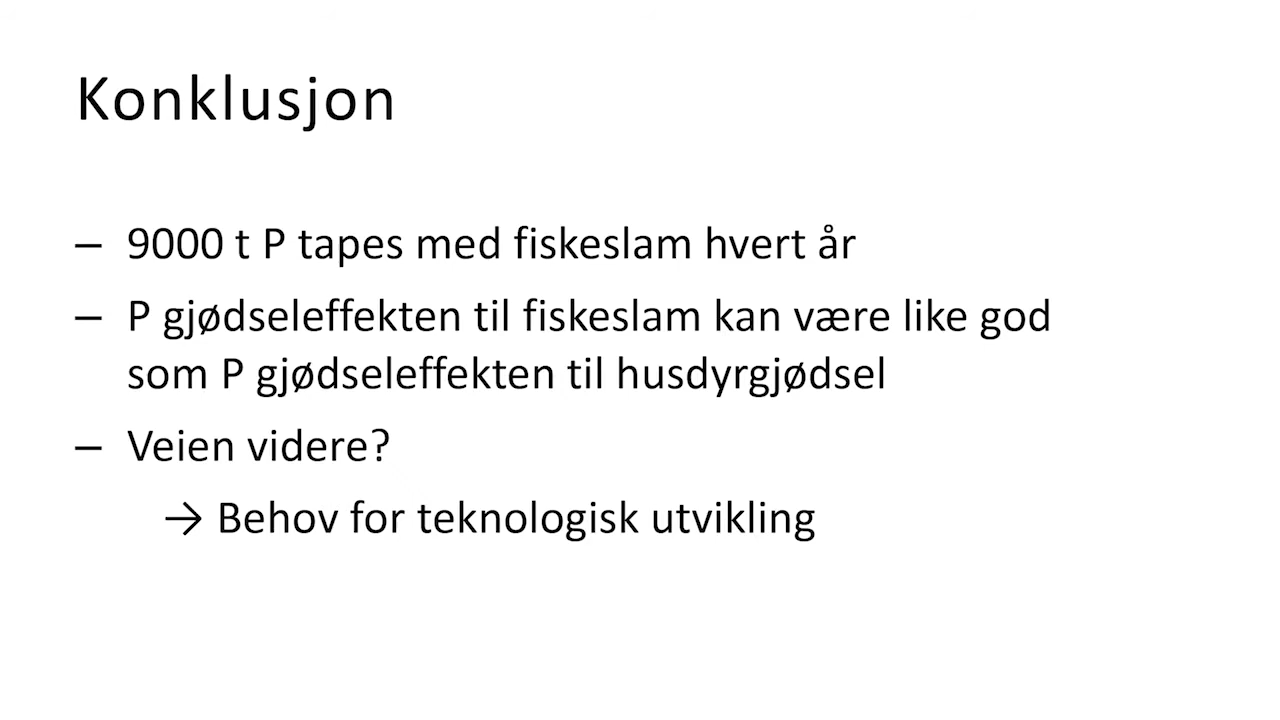 Konklusjon
– 9000 t P tapes med fiskeslam hvert år
– P gjødseleffekten til fiskeslam kan være like god
som P gjødseleffekten til husdyrgjødsel
– Veien videre?
→ Behov for teknologisk utvikling